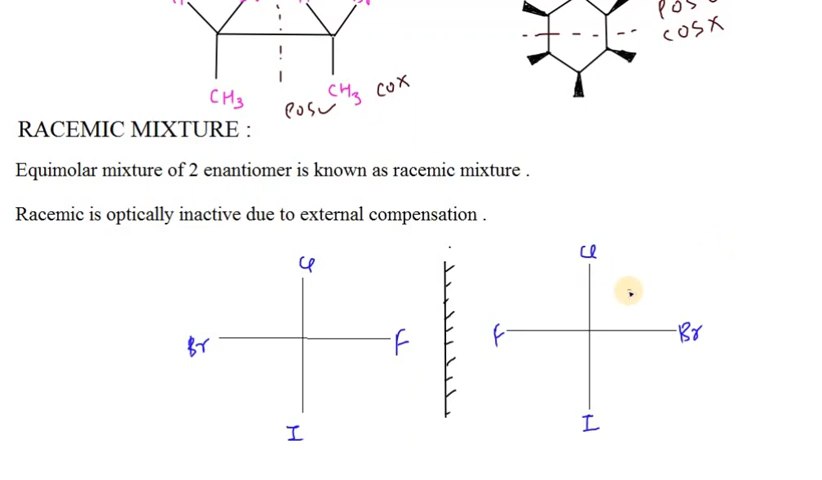 COSX
CH3
CH3
COX
POS
RACEMIC MIXTURE :
Equimolar mixture of 2 enantiomer is known as racemic mixture .
Racemic is optically inactive due to external compensation .
Cl
Cl
Br
F
F
Br
I
I